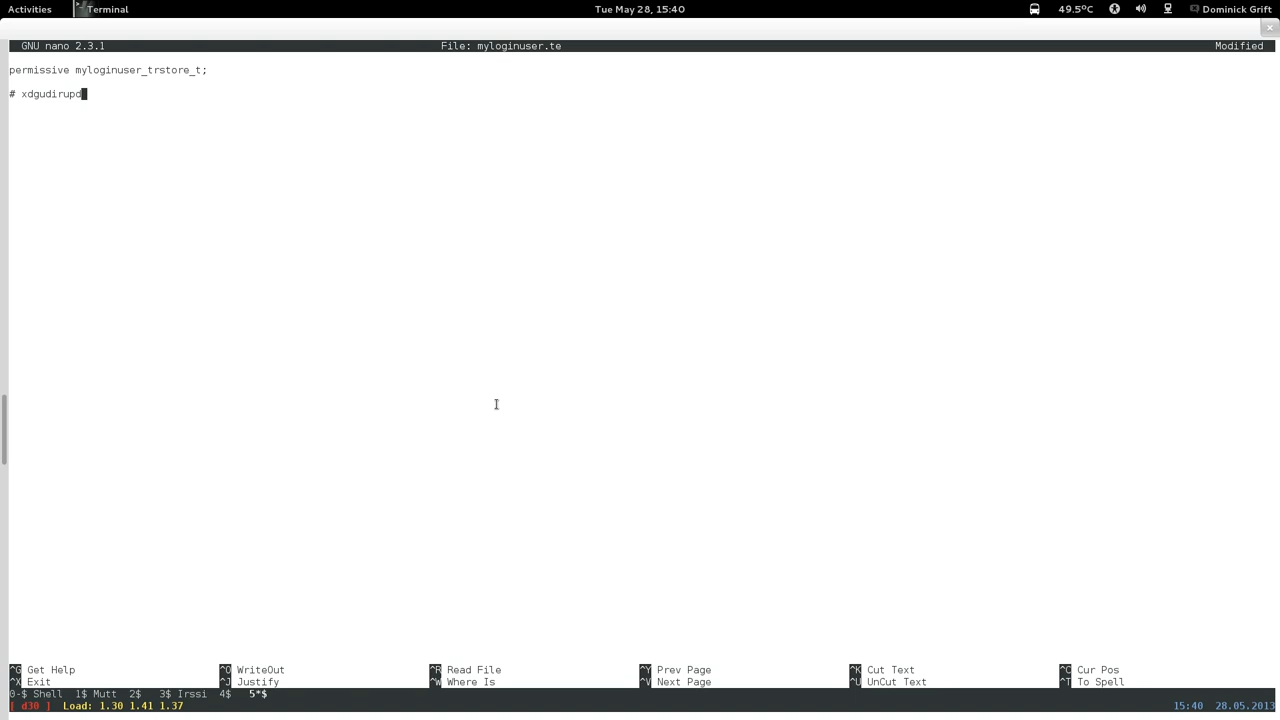 Activities Terminal Tue May 28, 15:40 49.5°C Dominick Grift
GNU nano 2.3.1 File: myloginuser.te Modified
permissive myloginuser_trstore_t;
# xdgudirupd
^G Get Help ^O WriteOut ^R Read File ^Y Prev Page ^K Cut Text ^C Cur Pos
^X Exit ^J Justify ^W Where Is ^V Next Page ^U UnCut Text ^T To Spell
0-$ Shell 1$ Mutt 2$ 3$ Irssi 4$ 5*$
[ d30 ] Load: 1.30 1.41 1.37 15:40 28.05.2013